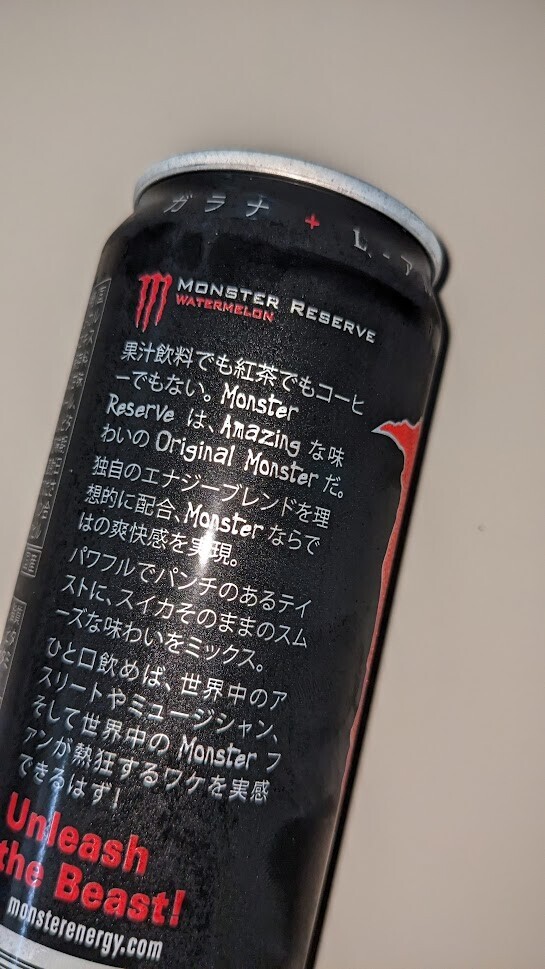 ガラナ + L-ア
MONSTER RESERVE
WATERMELON
果汁飲料でも紅茶でもコーヒ
ーでもない。Monster
Reserve は、Amazing な味
わいの Original Monster だ。
独自のエナジーブレンドを理
想的に配合、Monster ならで
はの爽快感を実現。
パワフルでパンチのあるテイ
ストに、スイカそのままのスム
ーズな味わいをミックス。
ひと口飲めば、世界中のア
スリートやミュージシャン、
そして世界中の Monster フ
ァンが熱狂するワケを実感
できるはず！
Unleash
the Beast!
monsterenergy.com